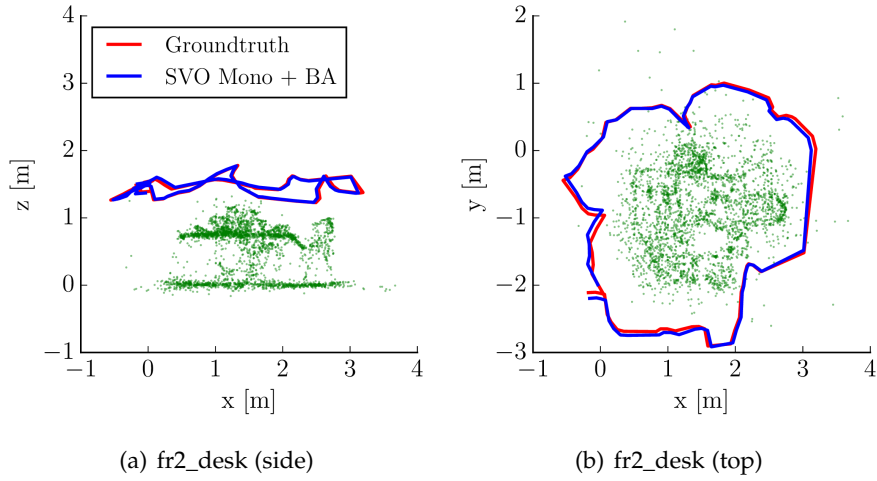 4
3
2
1
0
−1
−1
0
1
2
3
4
z [m]
x [m]
Groundtruth
SVO Mono + BA
(a) fr2_desk (side)
1
0
−1
−2
−3
−1
0
1
2
3
4
y [m]
x [m]
(b) fr2_desk (top)